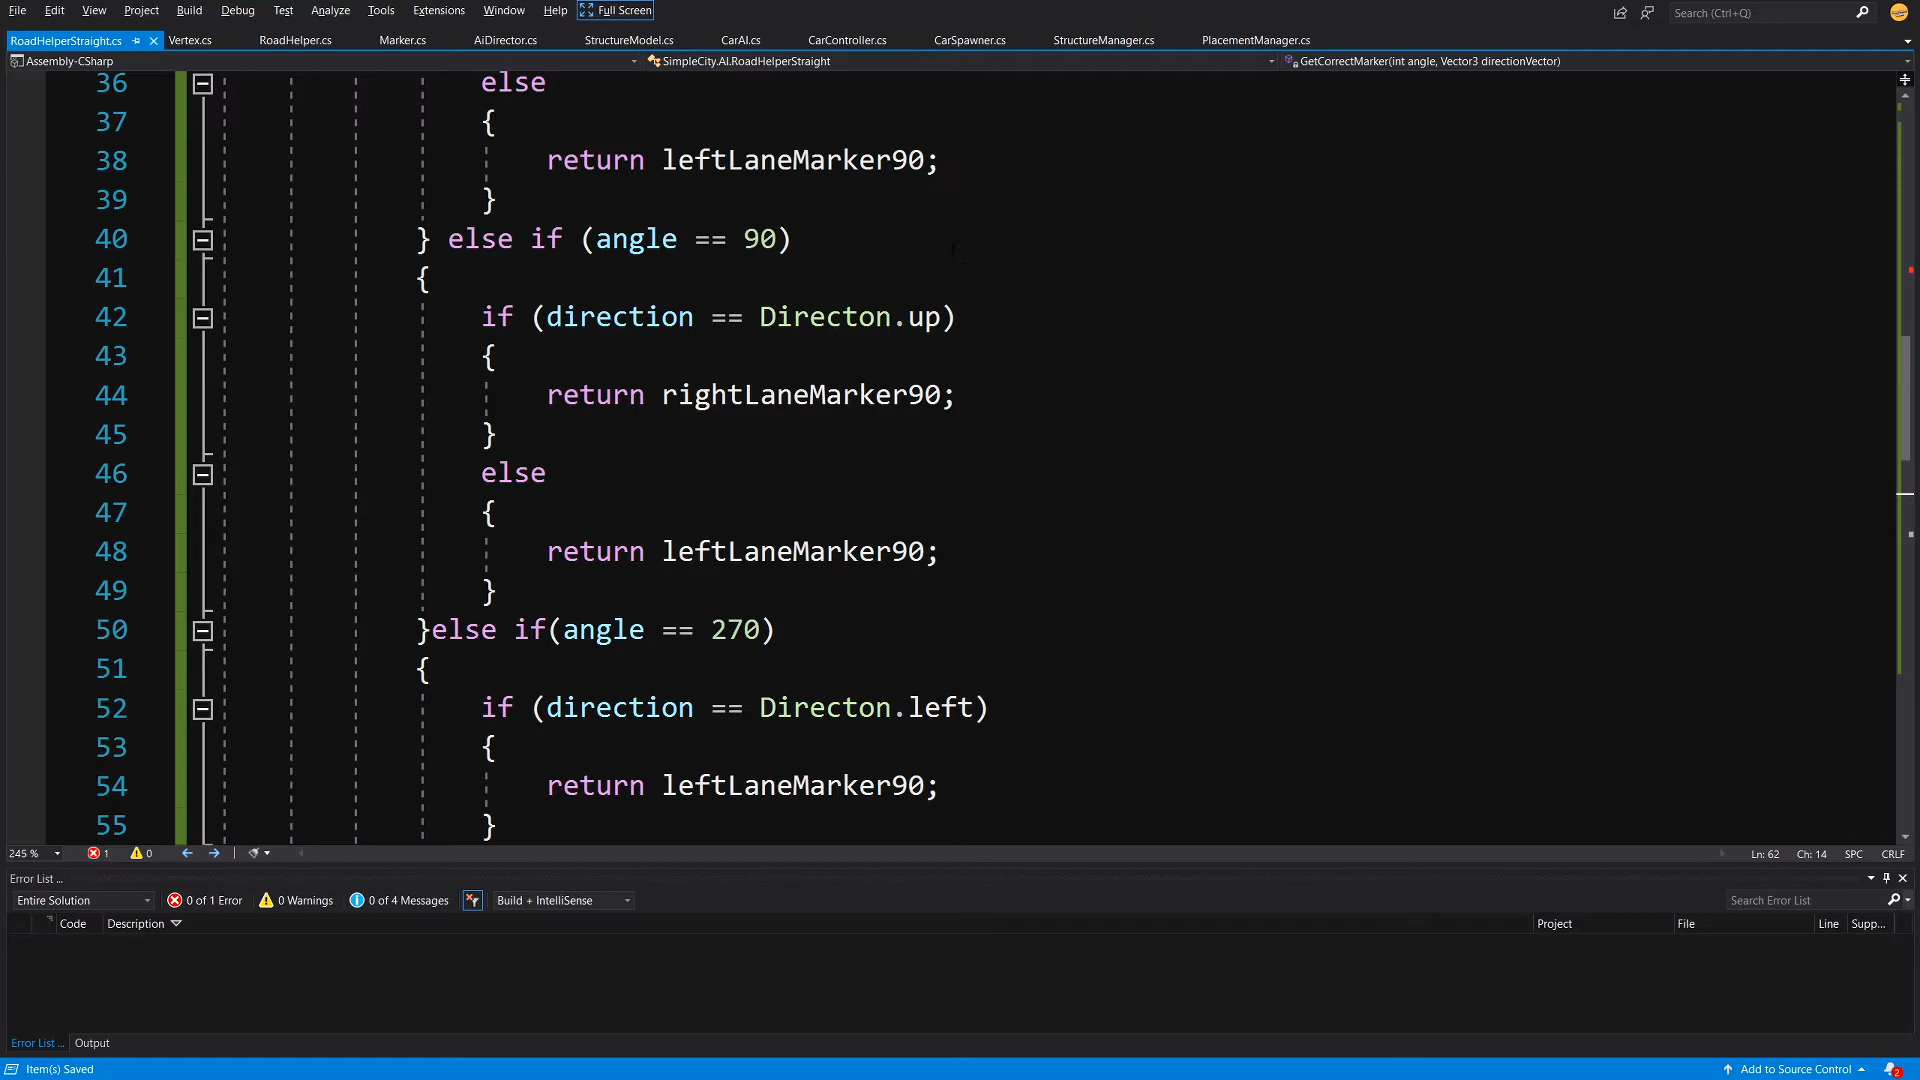 File Edit View Project Build Debug Test Analyze Tools Extensions Window Help Full Screen Search (Ctrl+Q)
RoadHelperStraight.cs Vertex.cs RoadHelper.cs Marker.cs AiDirector.cs StructureModel.cs CarAI.cs CarController.cs CarSpawner.cs StructureManager.cs PlacementManager.cs
Assembly-CSharp SimpleCity.AI.RoadHelperStraight GetCorrectMarker(int angle, Vector3 directionVector)
36 else
37 {
38 return leftLaneMarker90;
39 }
40 } else if (angle == 90)
41 {
42 if (direction == Directon.up)
43 {
44 return rightLaneMarker90;
45 }
46 else
47 {
48 return leftLaneMarker90;
49 }
50 }else if(angle == 270)
51 {
52 if (direction == Directon.left)
53 {
54 return leftLaneMarker90;
55 }
245 % 1 0 Ln: 62 Ch: 14 SPC CRLF
Error List ...
Entire Solution 0 of 1 Error 0 Warnings 0 of 4 Messages Build + IntelliSense Search Error List
Code Description Project File Line Supp...
Error List ... Output
Item(s) Saved Add to Source Control 2